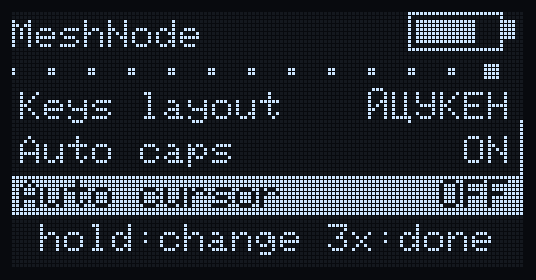 MeshNode
Keys layout ЙЦУКЕН
Auto caps ON
Auto cursor OFF
hold:change 3x:done